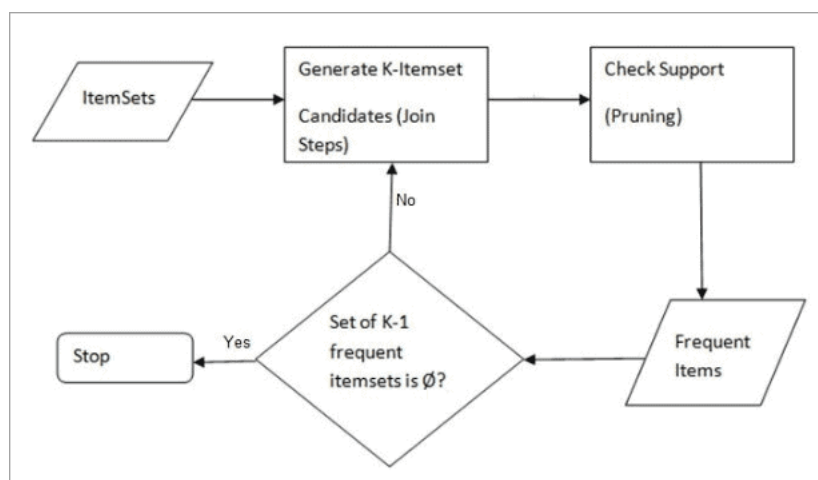 ItemSets
Generate K-Itemset
Candidates (Join
Steps)
Check Support
(Pruning)
No
Yes
Stop
Set of K-1
frequent
itemsets is Ø?
Frequent
Items